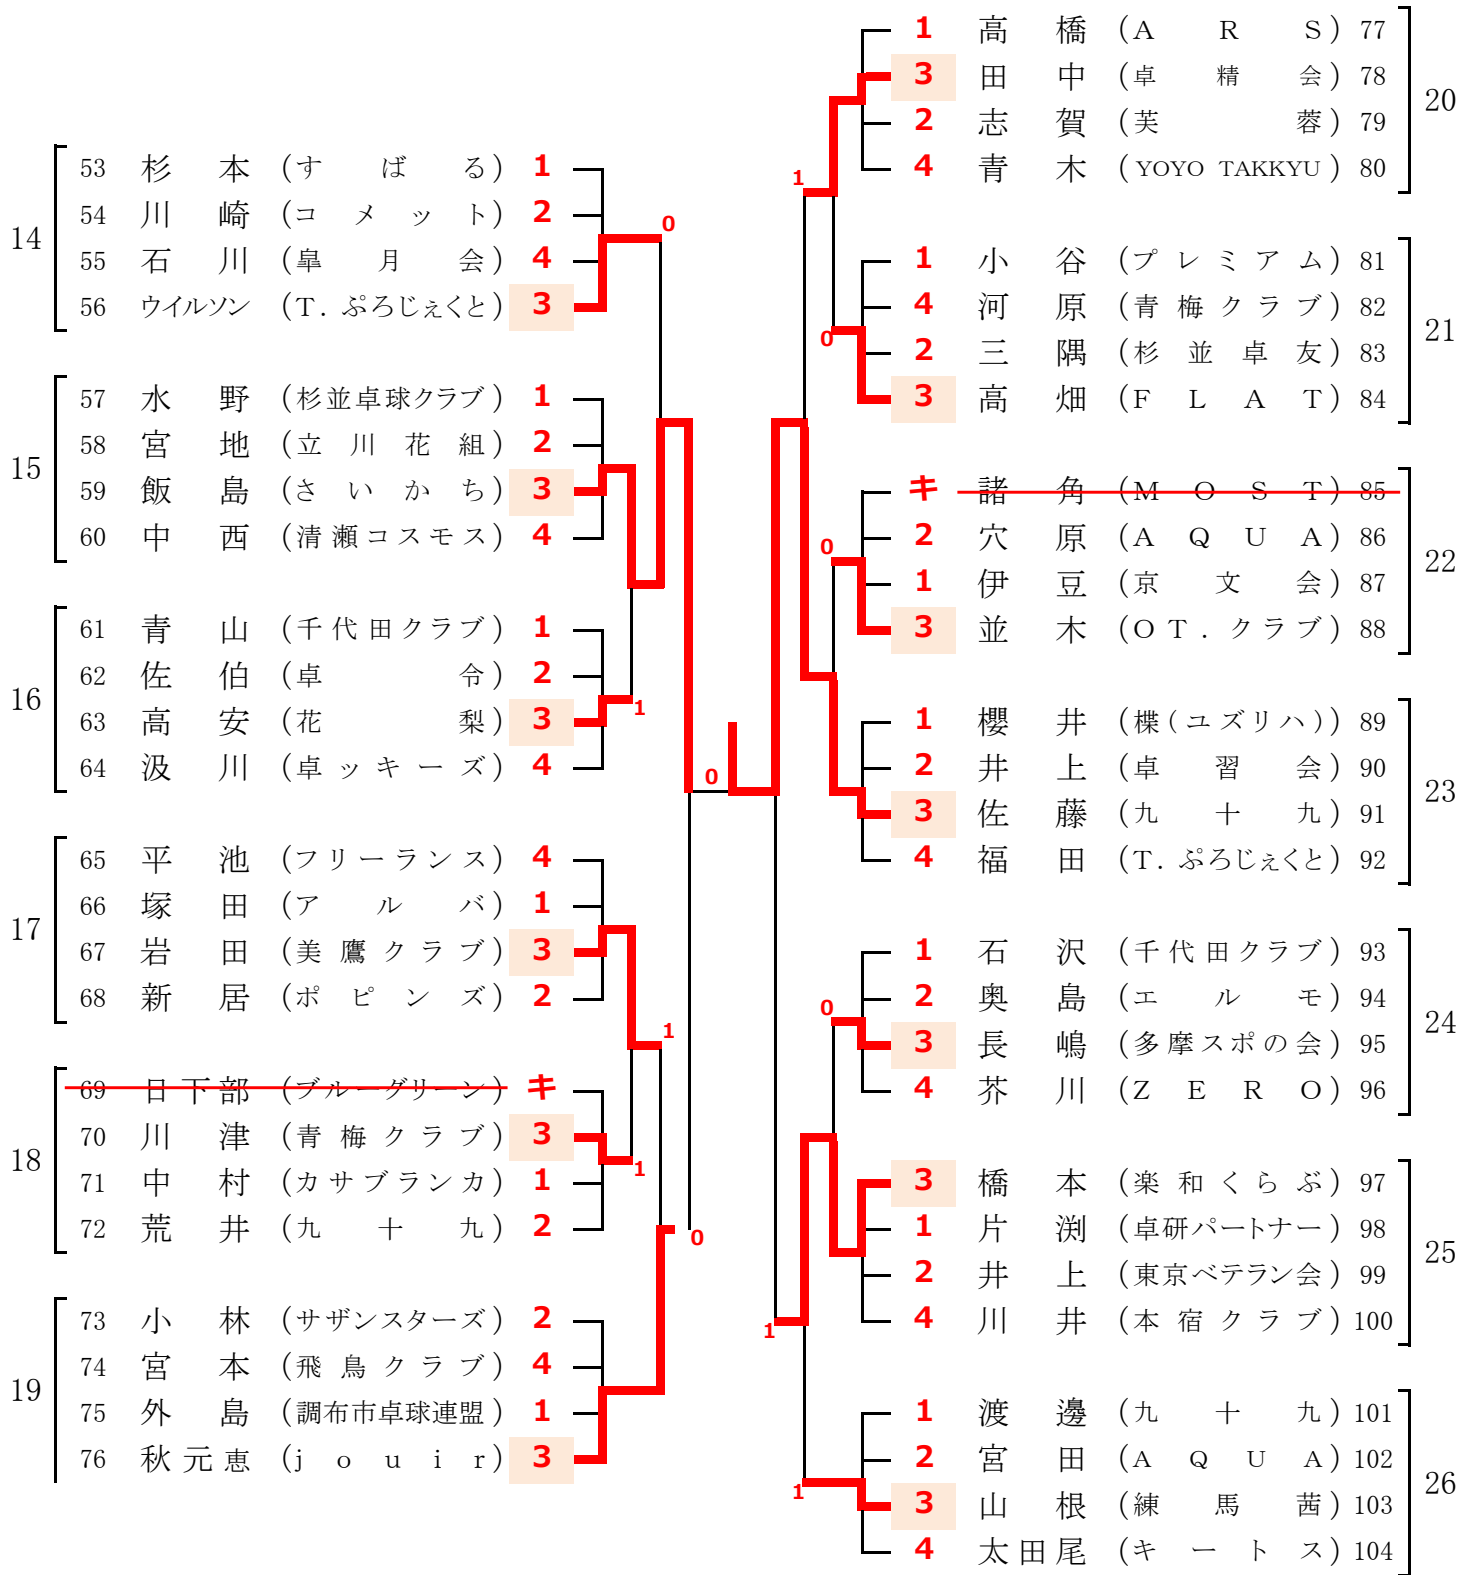 14
53 杉本 (すばる) 1
54 川崎 (コメット) 2
55 石川 (皐月会) 4
56 ウイルソン (T. ぷろじぇくと) 3
0
15
57 水野 (杉並卓球クラブ) 1
58 宮地 (立川花組) 2
59 飯島 (さいかち) 3
60 中西 (清瀬コスモス) 4
16
61 青山 (千代田クラブ) 1
62 佐伯 (卓令) 2
63 高安 (花梨) 3
64 汲川 (卓ッキーズ) 4
1
17
65 平池 (フリーランス) 4
66 塚田 (アルバ) 1
67 岩田 (美鷹クラブ) 3
68 新居 (ポピンズ) 2
1
18
69 日下部 (ブルーグリーン) キ
70 川津 (青梅クラブ) 3
71 中村 (カサブランカ) 1
72 荒井 (九十九) 2
1
0
19
73 小林 (サザンスターズ) 2
74 宮本 (飛鳥クラブ) 4
75 外島 (調布市卓球連盟) 1
76 秋元恵 (jouir) 3
0
1 高橋 (ARS) 77
3 田中 (卓精会) 78
2 志賀 (芙蓉) 79
4 青木 (YOYO TAKKYU) 80
20
1
1 小谷 (プレミアム) 81
4 河原 (青梅クラブ) 82
2 三隅 (杉並卓友) 83
3 高畑 (FLAT) 84
21
0
キ 諸角 (MOST) 85
2 穴原 (AQUA) 86
1 伊豆 (京文会) 87
3 並木 (OT.クラブ) 88
22
0
1 櫻井 (楪(ユズリハ)) 89
2 井上 (卓習会) 90
3 佐藤 (九十九) 91
4 福田 (T. ぷろじぇくと) 92
23
1 石沢 (千代田クラブ) 93
2 奥島 (エルモ) 94
3 長嶋 (多摩スポの会) 95
4 芥川 (ZERO) 96
24
0
3 橋本 (楽和くらぶ) 97
1 片渕 (卓研パートナー) 98
2 井上 (東京ベテラン会) 99
4 川井 (本宿クラブ) 100
25
1
1 渡邊 (九十九) 101
2 宮田 (AQUA) 102
3 山根 (練馬茜) 103
4 太田尾 (キートス) 104
26
1